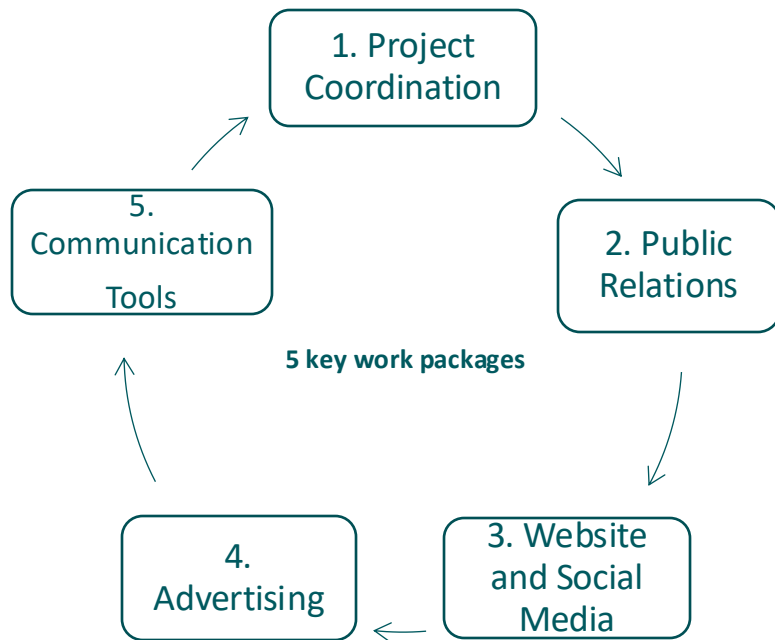 1. Project
Coordination
2. Public
Relations
3. Website
and Social
Media
4.
Advertising
5.
Communication
Tools
5 key work packages